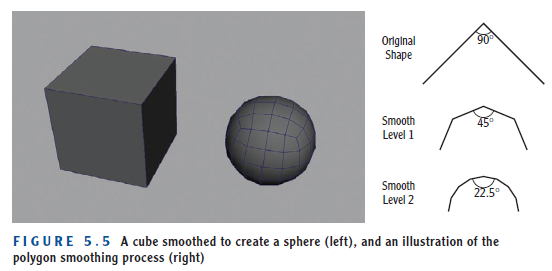 Original
Shape
90°
Smooth
Level 1
45°
Smooth
Level 2
22.5°
FIGURE 5.5 A cube smoothed to create a sphere (left), and an illustration of the
polygon smoothing process (right)